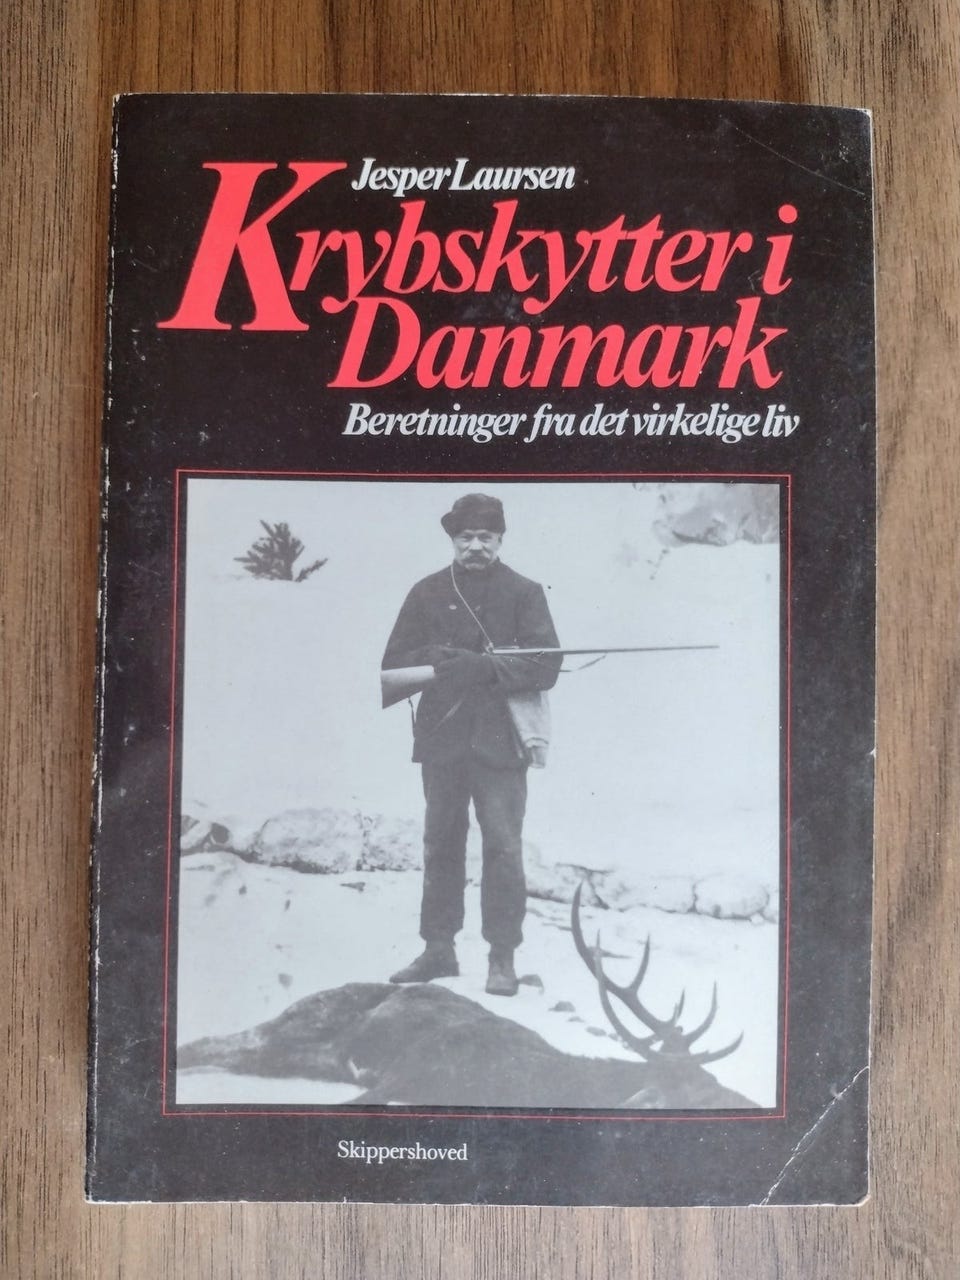 Jesper Laursen
Krybskytter i
Danmark
Beretninger fra det virkelige liv
Skippershoved